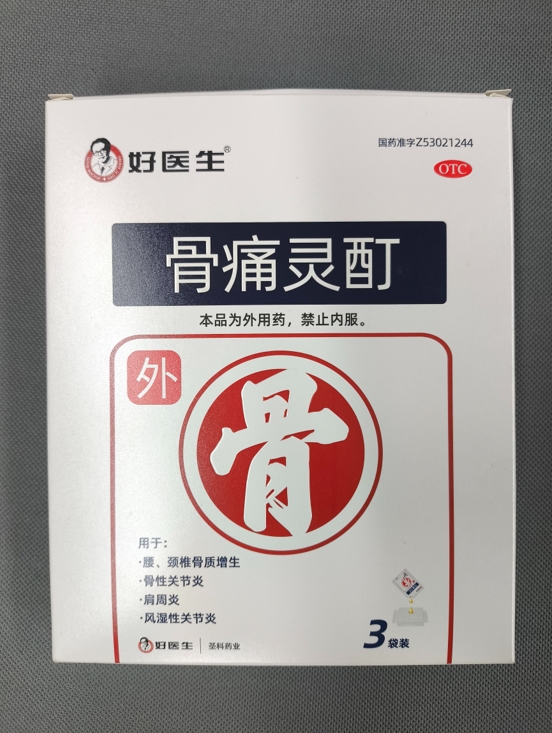 好医生®
国药准字Z53021244
OTC
骨痛灵酊
本品为外用药，禁止内服。
外
骨
用于：
·腰、颈椎骨质增生
·骨性关节炎
·肩周炎
·风湿性关节炎
好医生 圣科药业
3袋装